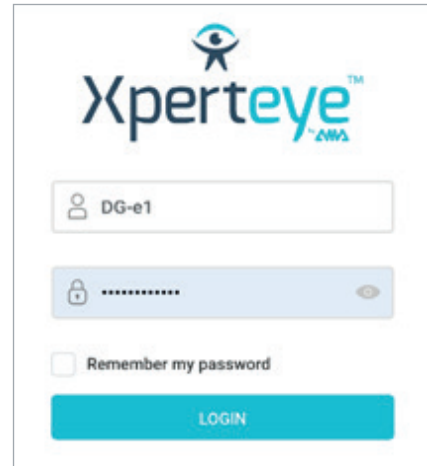 Xperteye™
by AMA
DG-e1
••••••••••••
Remember my password
LOGIN